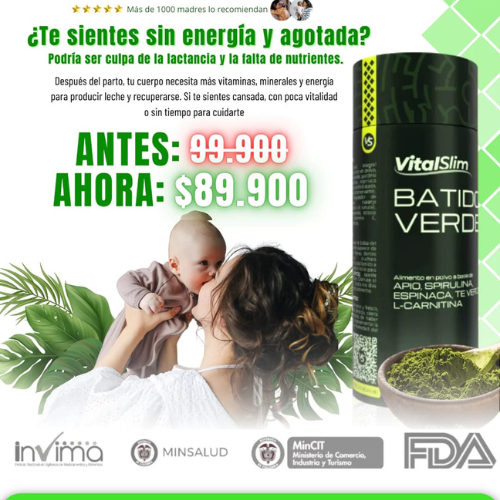 Más de 1000 madres lo recomiendan
¿Te sientes sin energía y agotada?
Podría ser culpa de la lactancia y la falta de nutrientes.
Después del parto, tu cuerpo necesita más vitaminas, minerales y energía
para producir leche y recuperarse. Si te sientes cansada, con poca vitalidad
o sin tiempo para cuidarte
ANTES: 99.900
AHORA: $89.900
VS
VitalSlim
BATIDO
VERDE
Alimento en polvo a base de
APIO, SPIRULINA,
ESPINACA, TE VERDE
L-CARNITINA
invima
MINSALUD
MinCIT
Ministerio de Comercio,
Industria y Turismo
FDA